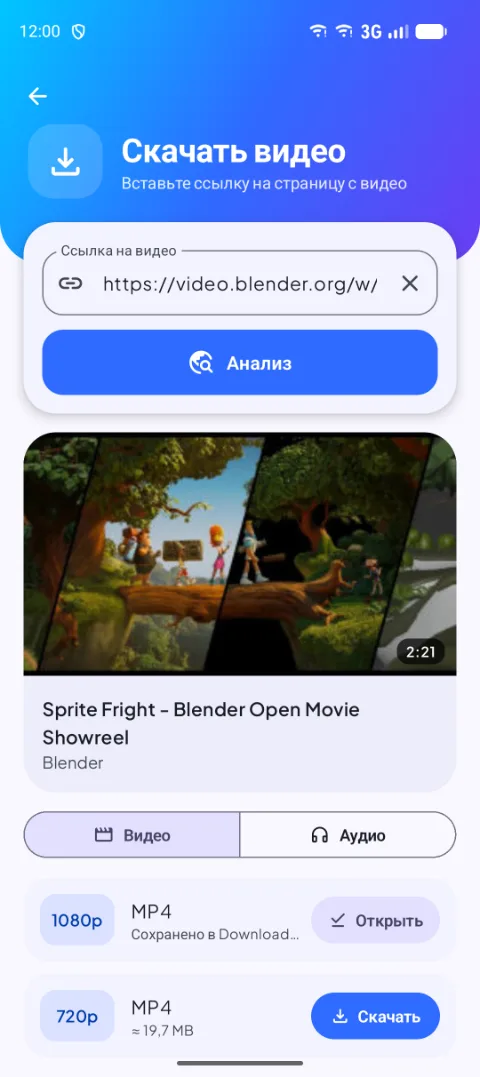 12:00
3G
Скачать видео
Вставьте ссылку на страницу с видео
Ссылка на видео
https://video.blender.org/w/
Анализ
2:21
Sprite Fright – Blender Open Movie
Showreel
Blender
Видео
Аудио
1080p
MP4
Сохранено в Download...
Открыть
720p
MP4
≈ 19,7 MB
Скачать